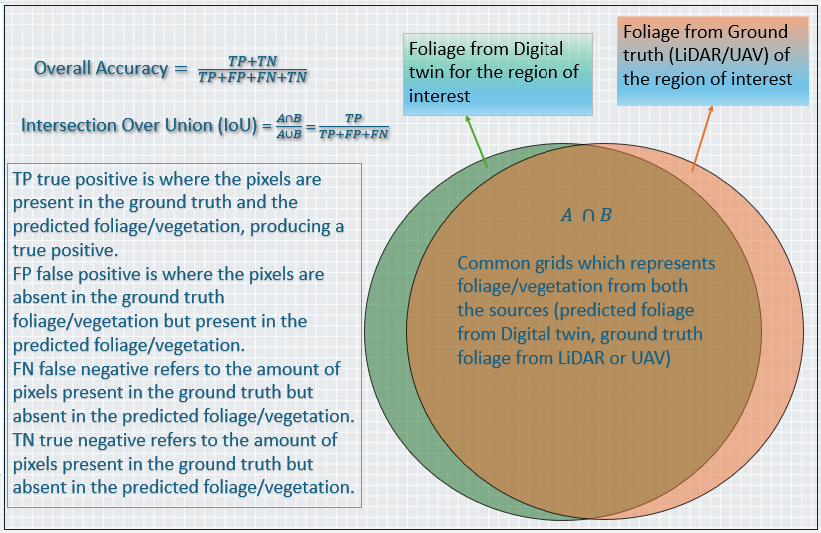 Overall Accuracy = TP+TN / TP+FP+FN+TN
Intersection Over Union (IoU) = A∩B / A∪B = TP / TP+FP+FN
TP true positive is where the pixels are
present in the ground truth and the
predicted foliage/vegetation, producing a
true positive.
FP false positive is where the pixels are
absent in the ground truth
foliage/vegetation but present in the
predicted foliage/vegetation.
FN false negative refers to the amount of
pixels present in the ground truth but
absent in the predicted foliage/vegetation.
TN true negative refers to the amount of
pixels present in the ground truth but
absent in the predicted foliage/vegetation.
Foliage from Digital
twin for the region of
interest
Foliage from Ground
truth (LiDAR/UAV) of
the region of interest
A ∩ B
Common grids which represents
foliage/vegetation from both
the sources (predicted foliage
from Digital twin, ground truth
foliage from LiDAR or UAV)